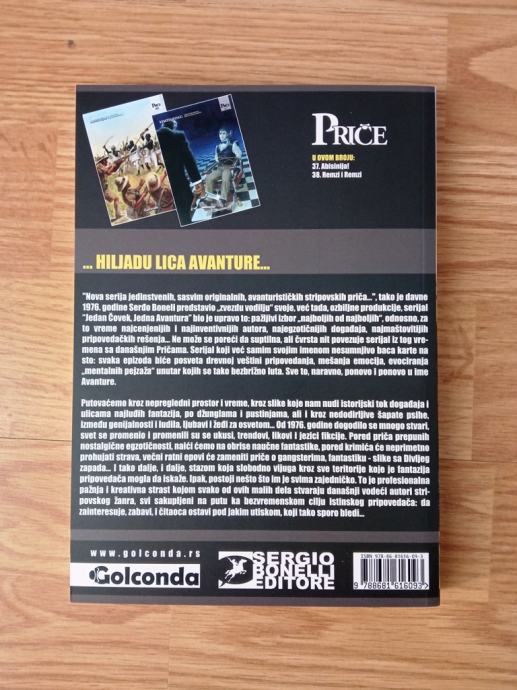 PRIČE
U OVOM BROJU:
37. Abisinija!
38. Remzi i Remzi
... HILJADU LICA AVANTURE...
"Nova serija jedinstvenih, sasvim originalnih, avanturističkih stripovskih priča...", tako je davne
1976. godine Serđo Boneli predstavio „zvezdu vodilju" svoje, već tada, ozbiljne produkcije, serijal
"Jedan Čovek, Jedna Avantura" bio je upravo to: pažljivi izbor „najboljih od najboljih", odnosno, za
to vreme najcenjenijih i najinventivnijih autora, najegzotičnijih događaja, najmaštovitijih
pripovedačkih rešenja... Ne može se poreći da suptilna, ali čvrsta nit povezuje serijal iz tog vre-
mena sa današnjim Pričama. Serijal koji već samim svojim imenom nosumnjivo baca karte na
sto: svaka epizoda biće posveta drevnoj veštini pripovedanja, mešanja emocija, evociranja
„mentalnih pejzaža" unutar kojih se tako bezbrižno luta. Sve to, naravno, ponovo i ponovo u ime
Avanture.
Putovaćemo kroz nepregledni prostor i vreme, kroz slike koje nam nudi istorijski tok događaja i
ulicama najluđih fantazija, po džunglama i pustinjama, ali i kroz nedodirljive šapate psihe,
između genijalnosti i ludila, ljubavi i žeđi za osvetom... Od 1976. godine dogodilo se mnogo stvari,
svet se promenio i promenili su se ukusi, trendovi, likovi i jezici fikcije. Pored priča prepunih
nostalgične egzotičnosti, naići ćemo na obrise naučne fantastike, pored krimića će neprimetno
prohujati strava, večni ratni epovi će zameniti priče o gangsterima, fantastiku - slike sa Divljeg
zapada... I tako dalje, i dalje, stazom koja slobodno vijuga kroz sve teritorije koje je fantazija
pripovedača mogla da iskaže. Ipak, postoji nešto što im je svima zajedničko. To je profesionalna
pažnja i kreativna strast kojom svako od ovih malih dela stvaraju današnji vodeći autori stri-
povskog žanra, svi sakupljeni na putu ka bezvremenskom cilju istinskog pripovedača: da
zainteresuje, zabavi, i čitaoca ostavi pod jakim utiskom, koji tako sporo bledi...
www.golconda.rs
Golconda
SERGIO
BONELLI
EDITORE
ISBN 978-86-81616-09-3
9 788681 616093